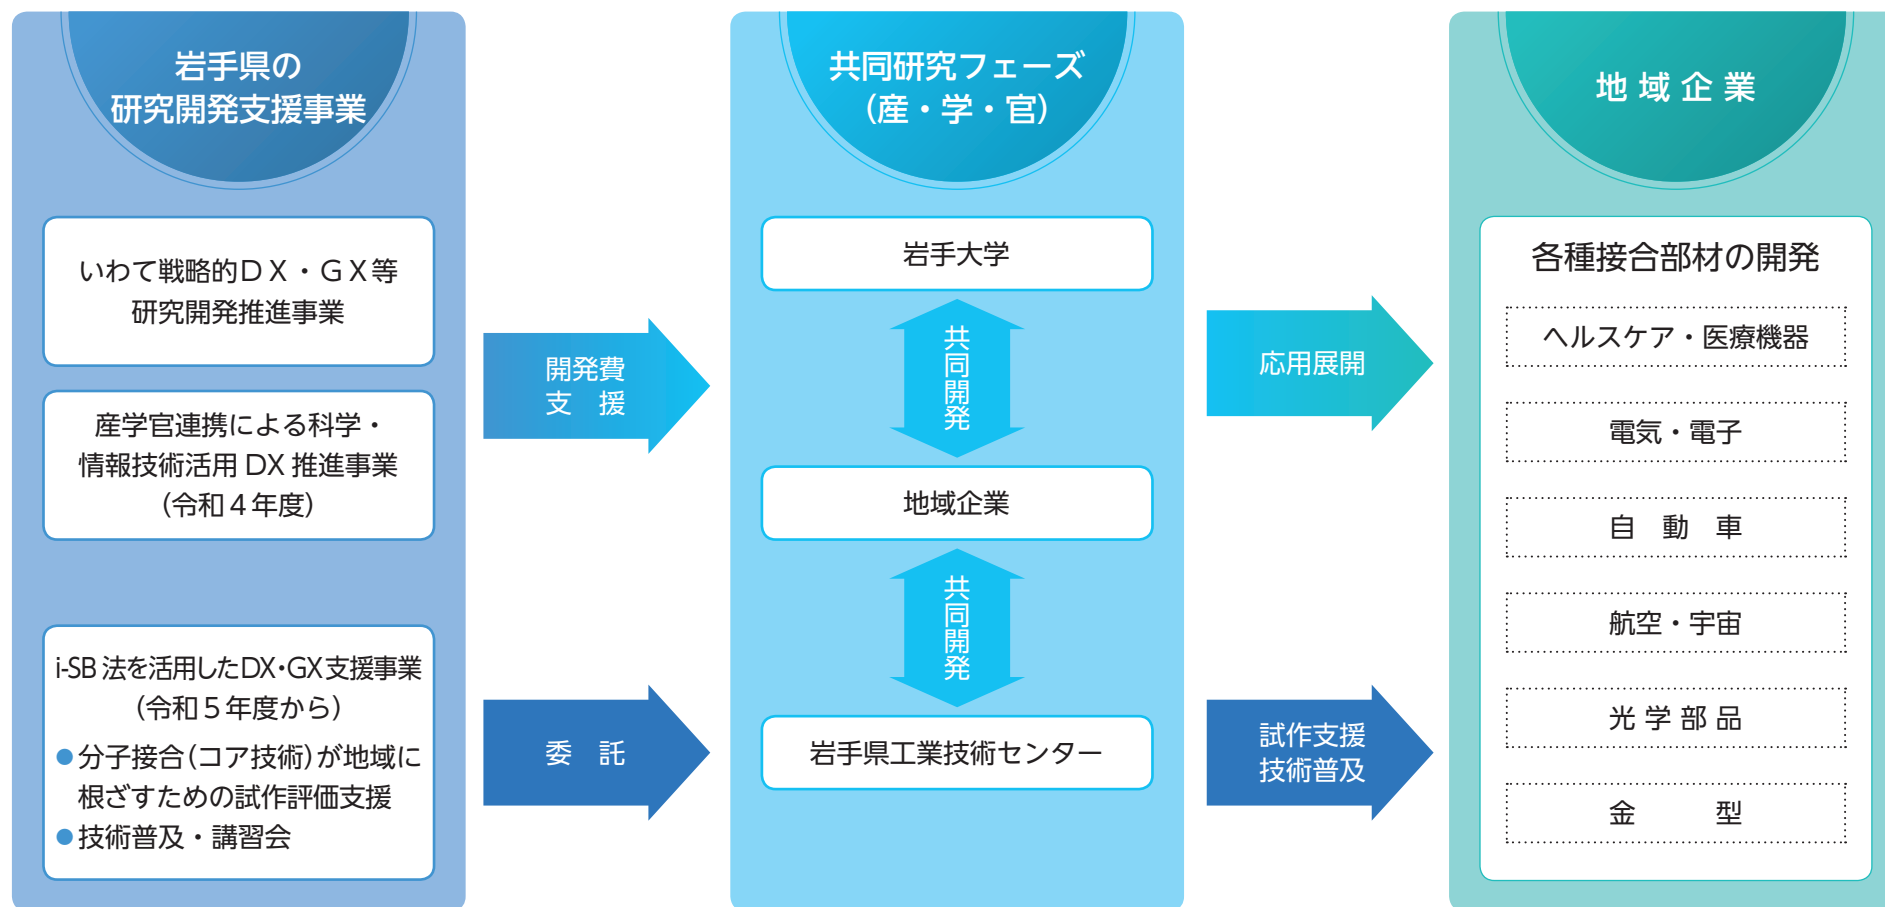 岩手県の
研究開発支援事業
いわて戦略的ＤＸ・ＧＸ等
研究開発推進事業
産学官連携による科学・
情報技術活用 DX 推進事業
（令和４年度）
i-SB 法を活用したDX・GX支援事業
（令和５年度から）
●分子接合（コア技術）が地域に
根ざすための試作評価支援
●技術普及・講習会
開発費
支　援
委　託
共同研究フェーズ
（産・学・官）
岩手大学
共同開発
地域企業
共同開発
岩手県工業技術センター
応用展開
試作支援
技術普及
地域企業
各種接合部材の開発
ヘルスケア・医療機器
電気・電子
自　動　車
航空・宇宙
光学部品
金　　　型